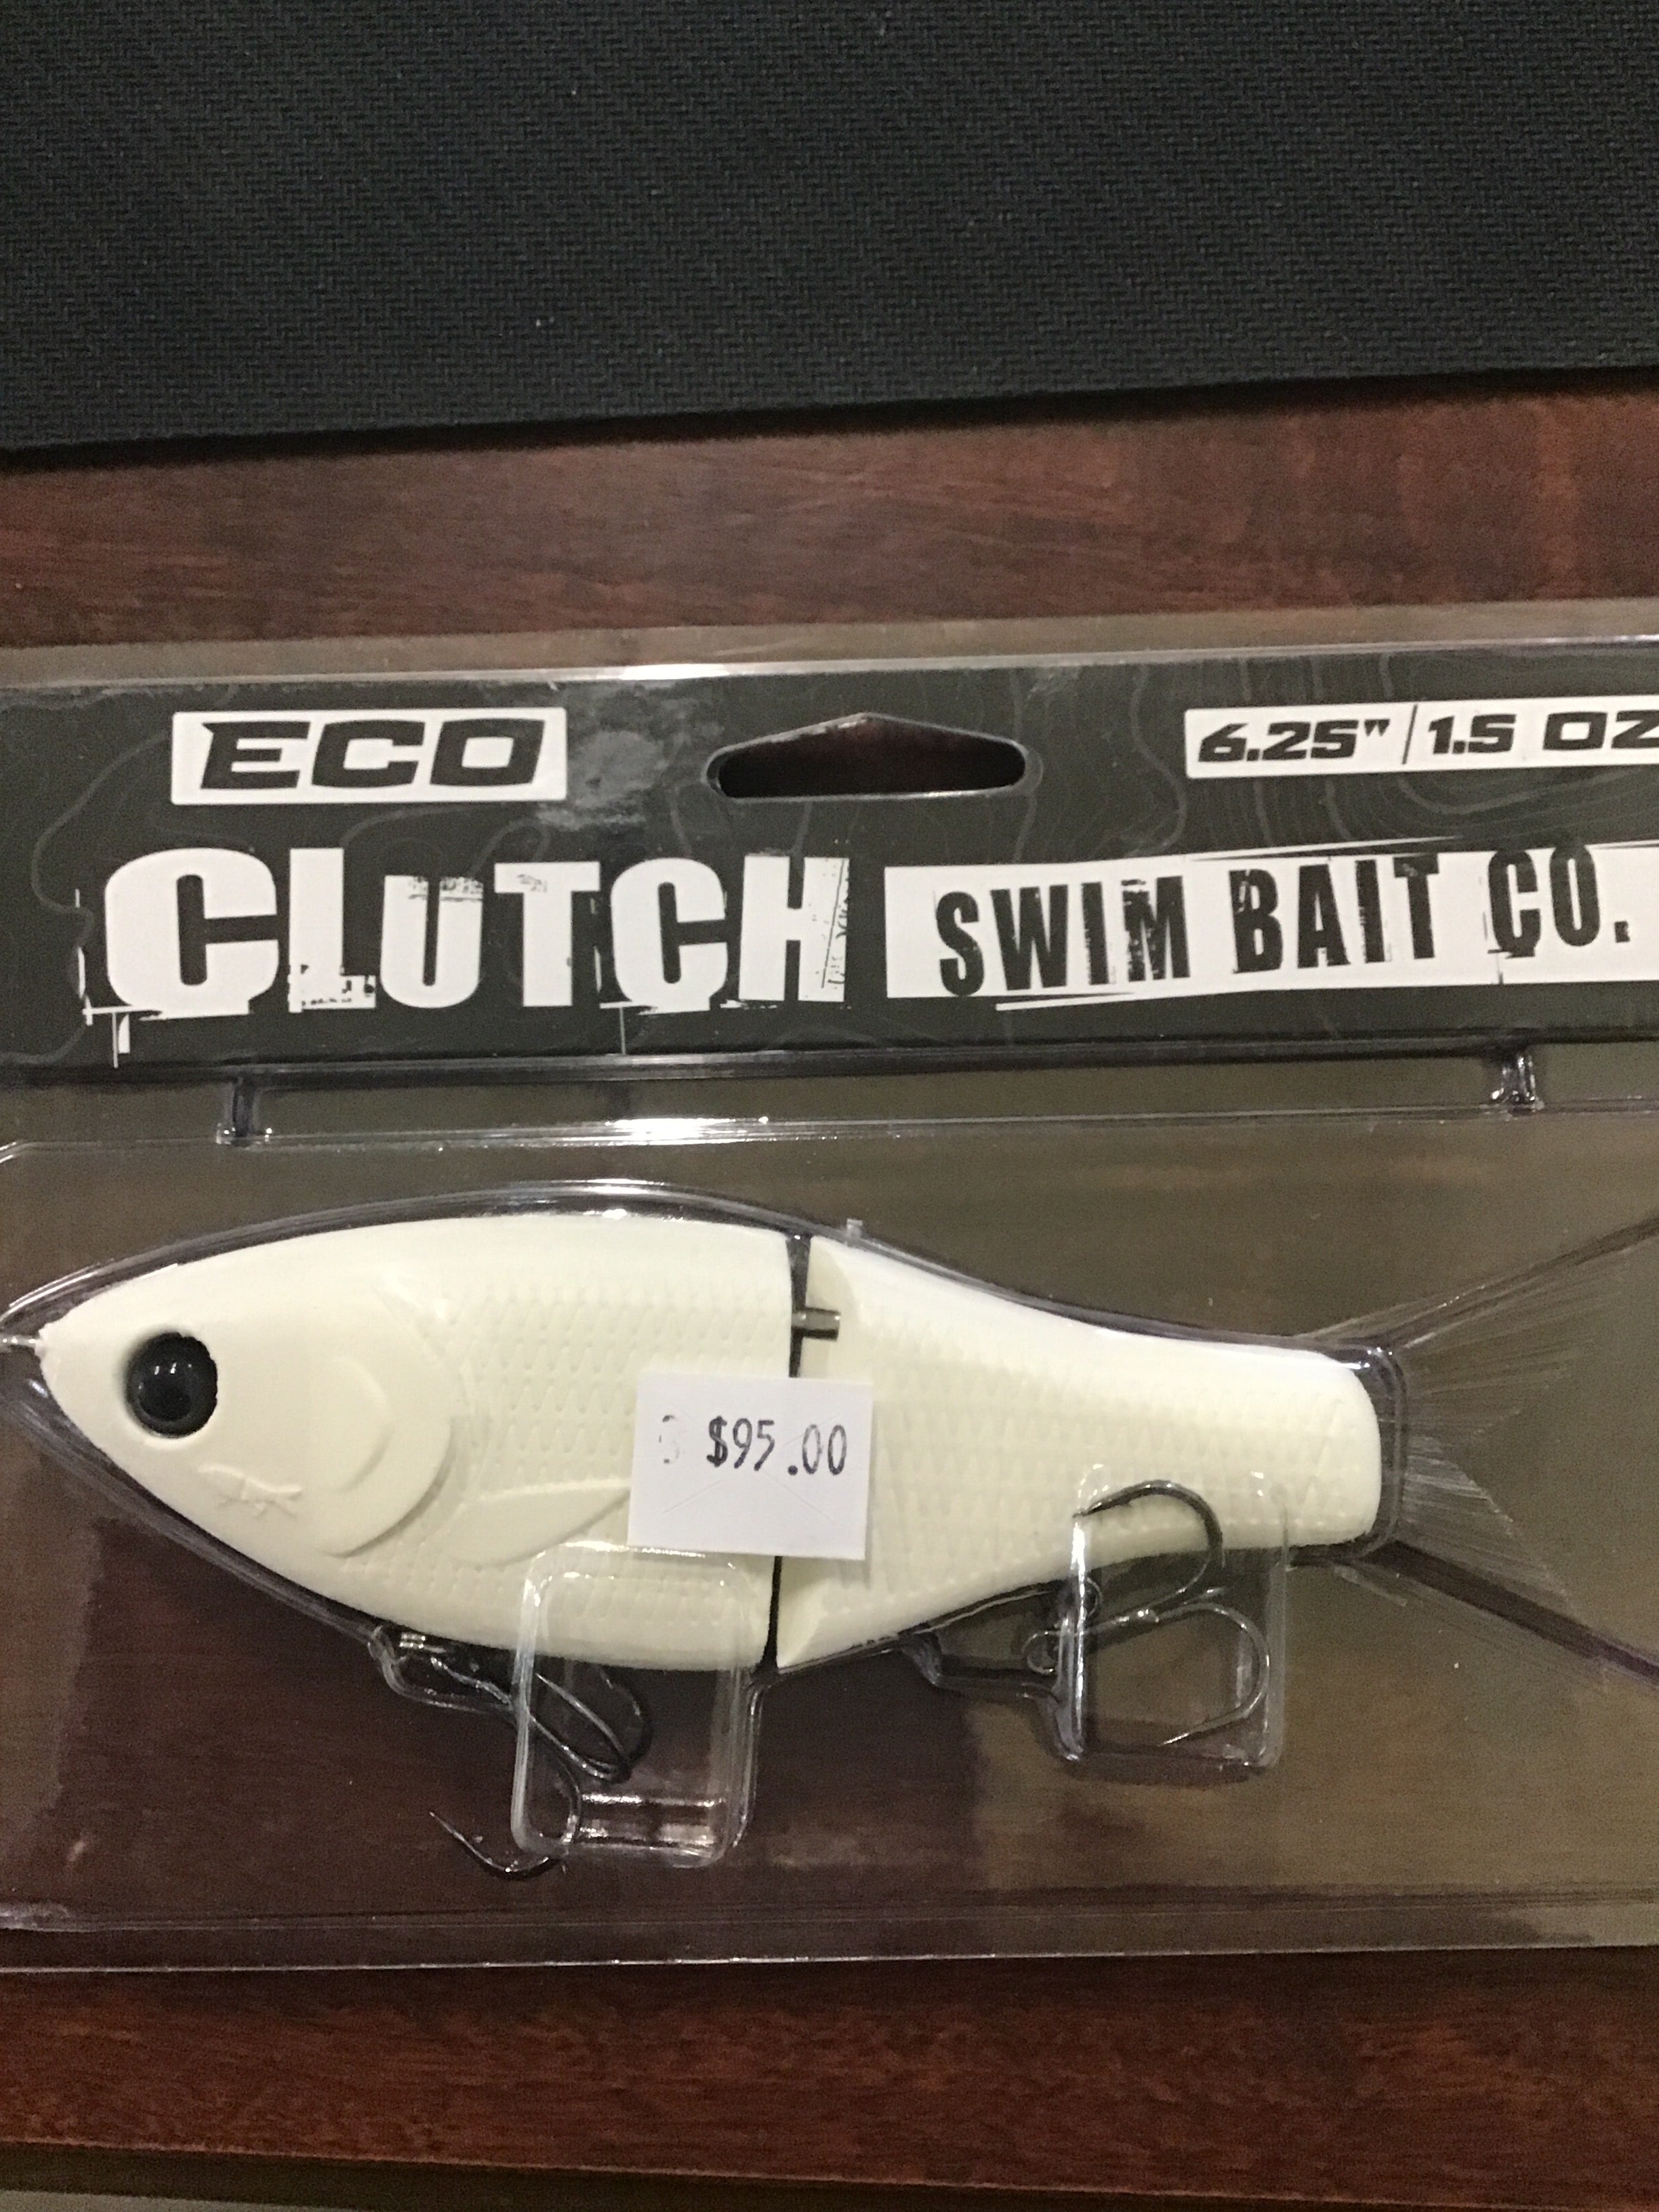 ECO
6.25" | 1.5 OZ
CLUTCH SWIM BAIT CO.
$95.00